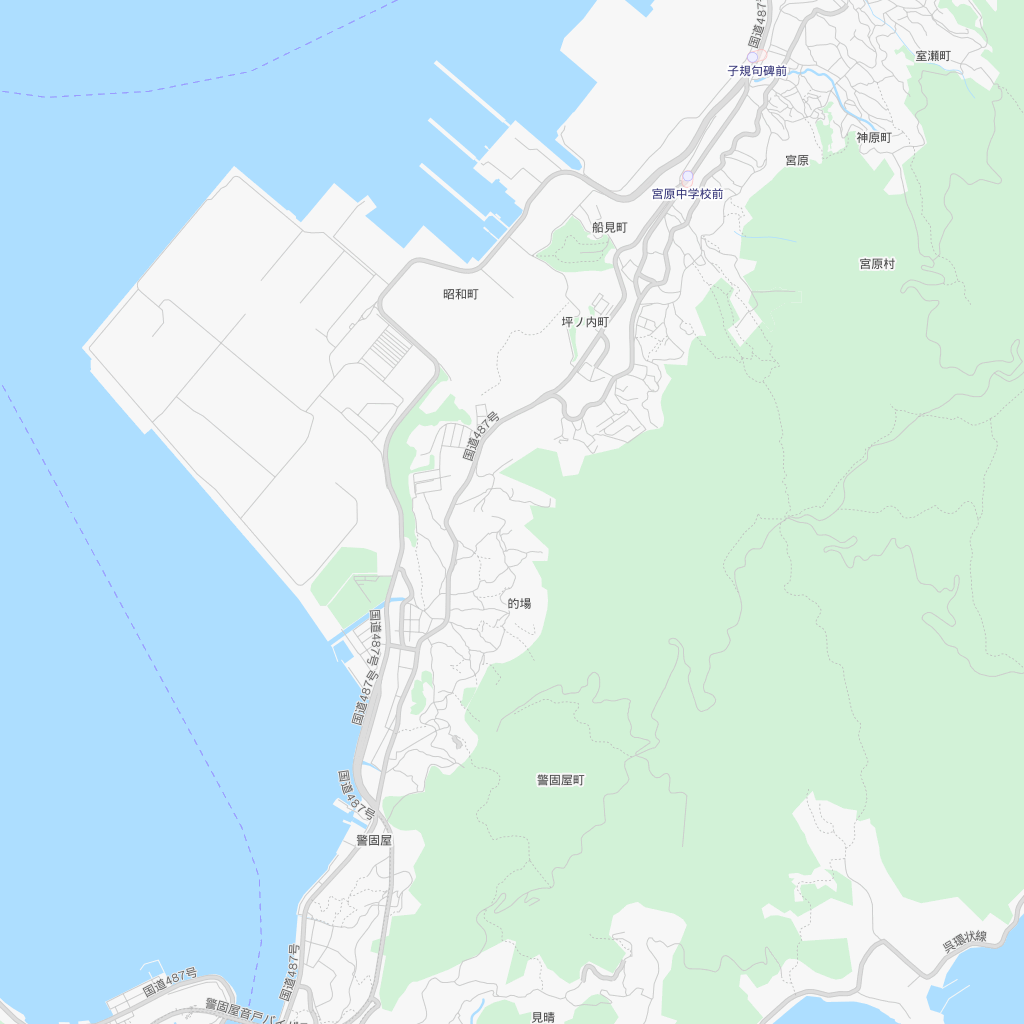 国道487号
室瀬町
子規句碑前
神原町
宮原
宮原中学校前
船見町
宮原村
昭和町
坪ノ内町
国道487号
的場
国道487号
国道487号
号
警固屋町
国道487号
警固屋
呉環状線
国道487号
国道487号
警固屋音戸バイパス
見晴